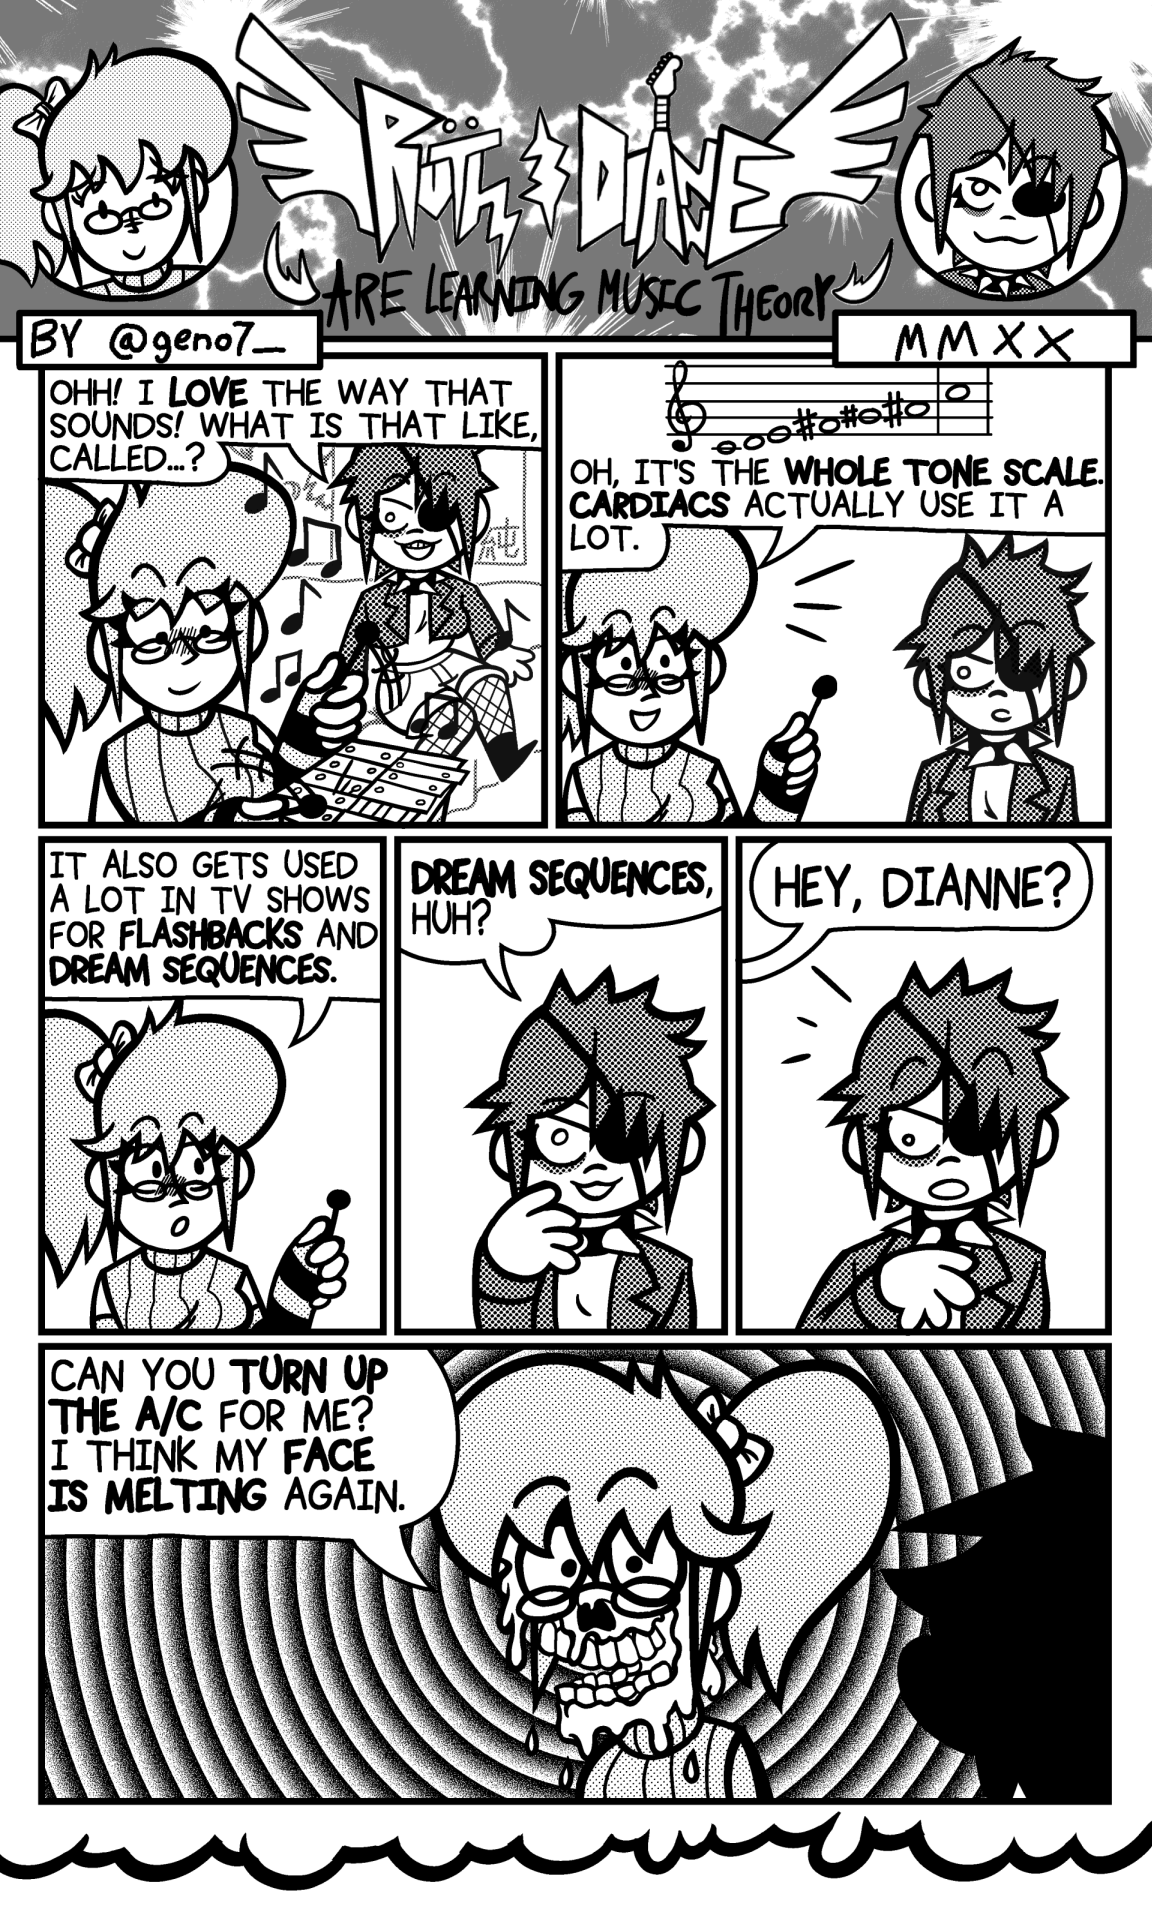 RÜTH & DIANE
ARE LEARNING MUSIC THEORY
BY @geno7_
MMXX
OHH! I LOVE THE WAY THAT
SOUNDS! WHAT IS THAT LIKE,
CALLED...?
OH, IT'S THE WHOLE TONE SCALE.
CARDIACS ACTUALLY USE IT A
LOT.
IT ALSO GETS USED
A LOT IN TV SHOWS
FOR FLASHBACKS AND
DREAM SEQUENCES.
DREAM SEQUENCES,
HUH?
HEY, DIANNE?
CAN YOU TURN UP
THE A/C FOR ME?
I THINK MY FACE
IS MELTING AGAIN.